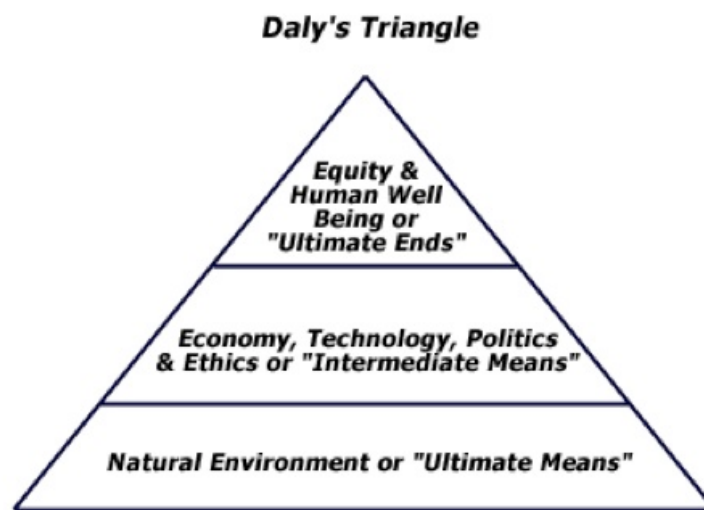 Daly's Triangle
Equity &
Human Well
Being or
"Ultimate Ends"
Economy, Technology, Politics
& Ethics or "Intermediate Means"
Natural Environment or "Ultimate Means"